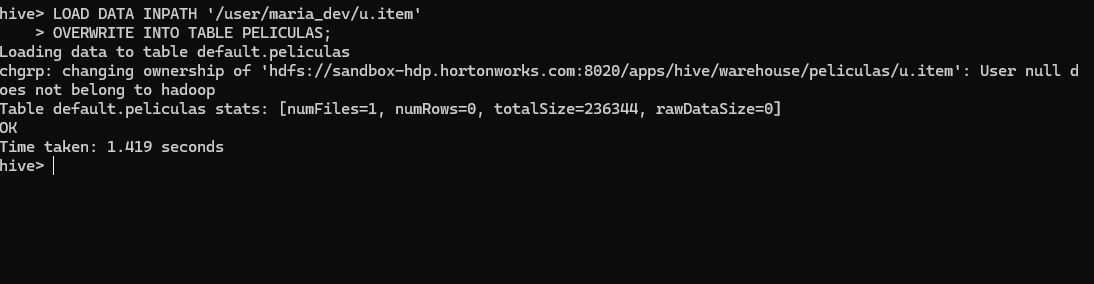 hive> LOAD DATA INPATH '/user/maria_dev/u.item'
    > OVERWRITE INTO TABLE PELICULAS;
Loading data to table default.peliculas
chgrp: changing ownership of 'hdfs://sandbox-hdp.hortonworks.com:8020/apps/hive/warehouse/peliculas/u.item': User null d
oes not belong to hadoop
Table default.peliculas stats: [numFiles=1, numRows=0, totalSize=236344, rawDataSize=0]
OK
Time taken: 1.419 seconds
hive>